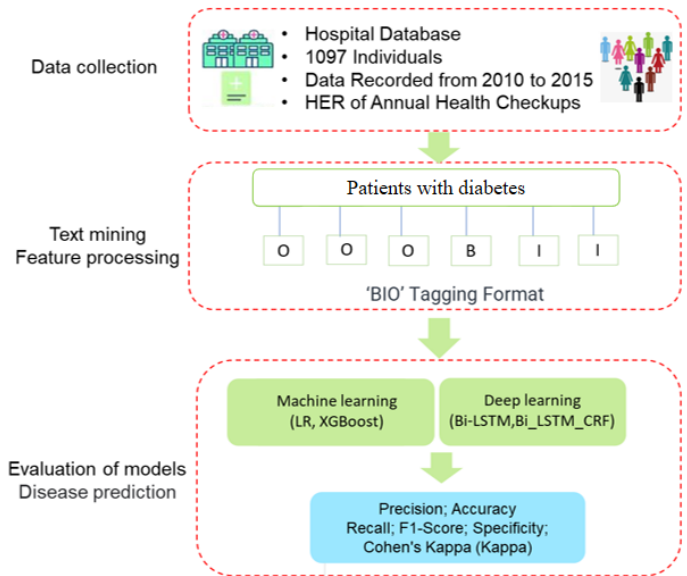 Data collection
• Hospital Database
• 1097 Individuals
• Data Recorded from 2010 to 2015
• HER of Annual Health Checkups
Text mining
Feature processing
Patients with diabetes
O O O B I I
‘BIO’ Tagging Format
Evaluation of models
Disease prediction
Machine learning
(LR, XGBoost)
Deep learning
(Bi-LSTM,Bi_LSTM_CRF)
Precision; Accuracy
Recall; F1-Score; Specificity;
Cohen's Kappa (Kappa)